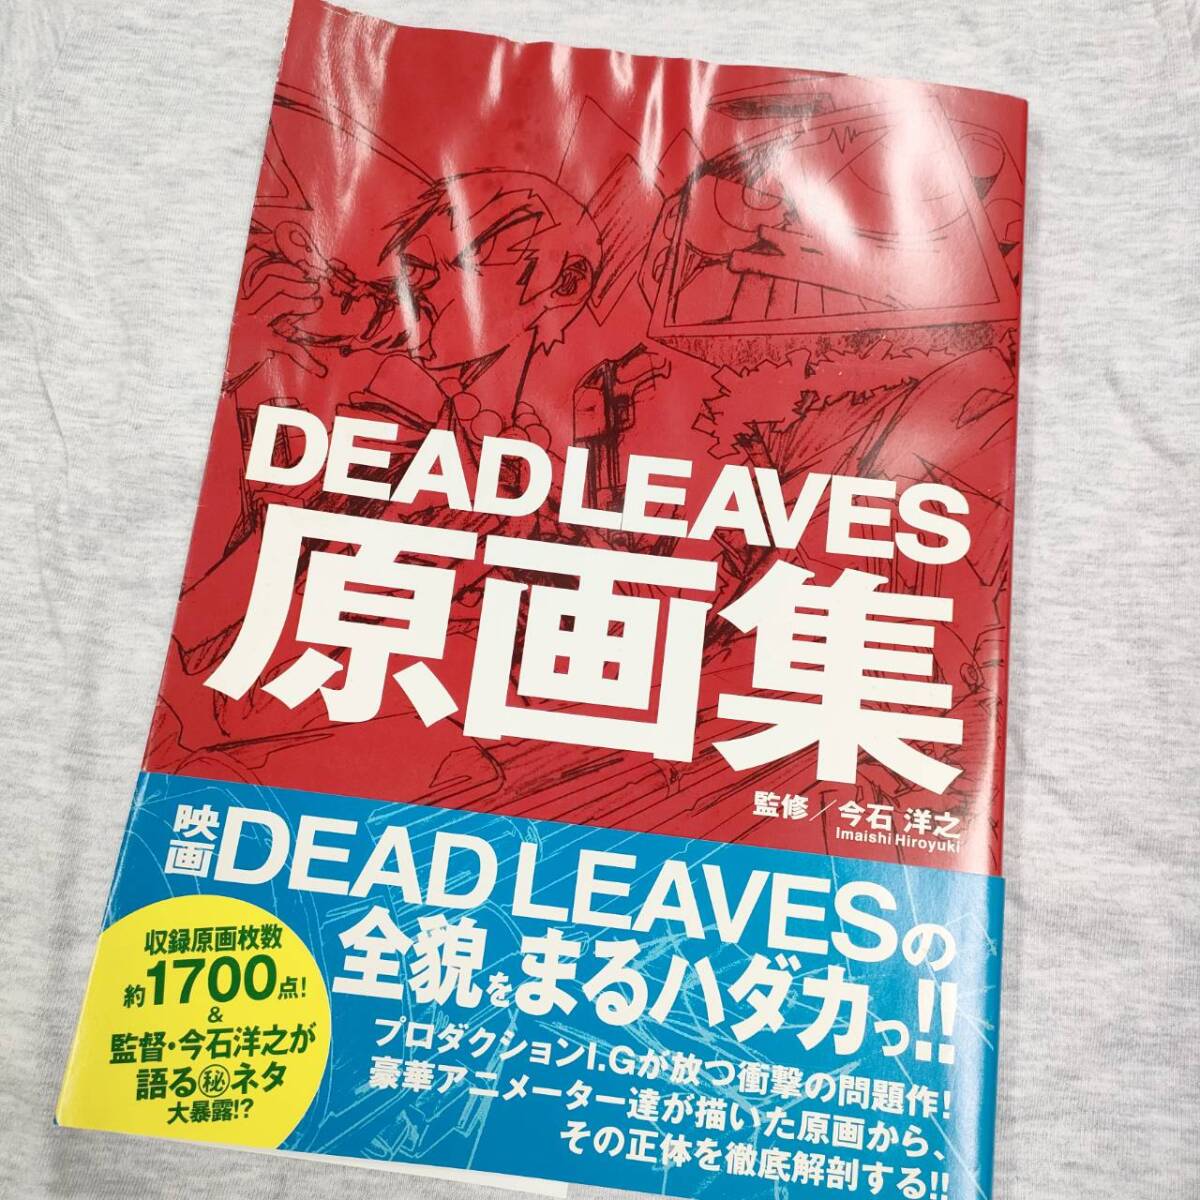 DEAD LEAVES
原画集
監修／今石 洋之
Imaishi Hiroyuki
映画DEAD LEAVESの
全貌をまるハダカっ!!
プロダクションI.Gが放つ衝撃の問題作!
豪華アニメーター達が描いた原画から、
その正体を徹底解剖する!!
収録原画枚数
約1700点!
&
監督・今石洋之が
語る㊙ネタ
大暴露!?